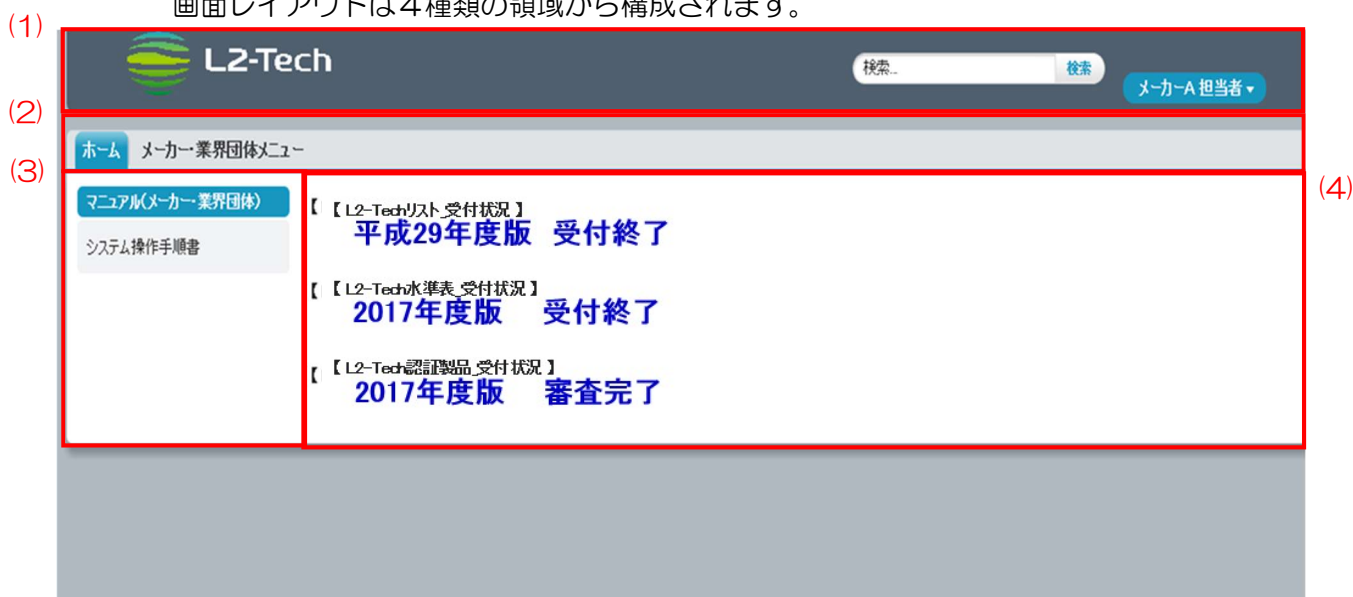 画面レイアウトは４種類の領域から構成されます。
(1)
L2-Tech
検索...
検索
メーカーA 担当者▼
(2)
ホーム メーカー・業界団体メニュー
(3)
(4)
マニュアル(メーカー・業界団体)
システム操作手順書
【 【 L2-Techリスト_受付状況 】
平成29年度版 受付終了
【 【 L2-Tech水準表_受付状況 】
2017年度版 受付終了
【 【 L2-Tech認証製品_受付状況 】
2017年度版 審査完了